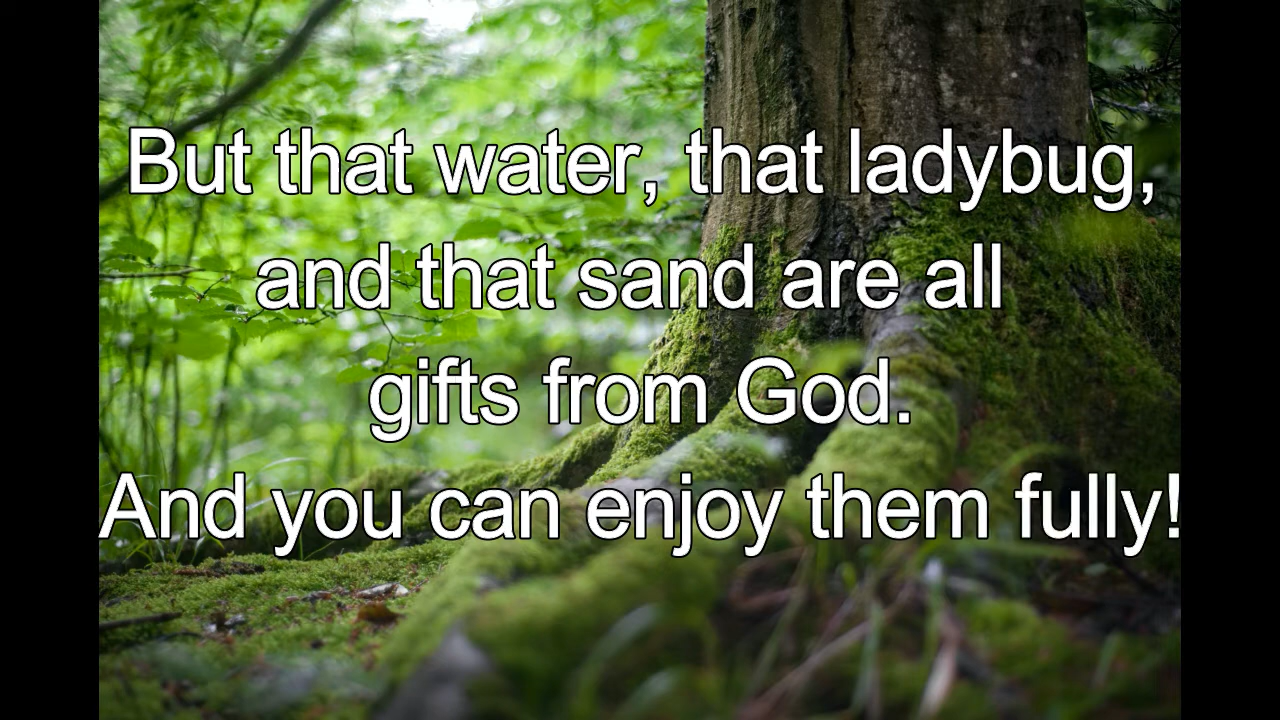 But that water, that ladybug,
and that sand are all
gifts from God.
And you can enjoy them fully!